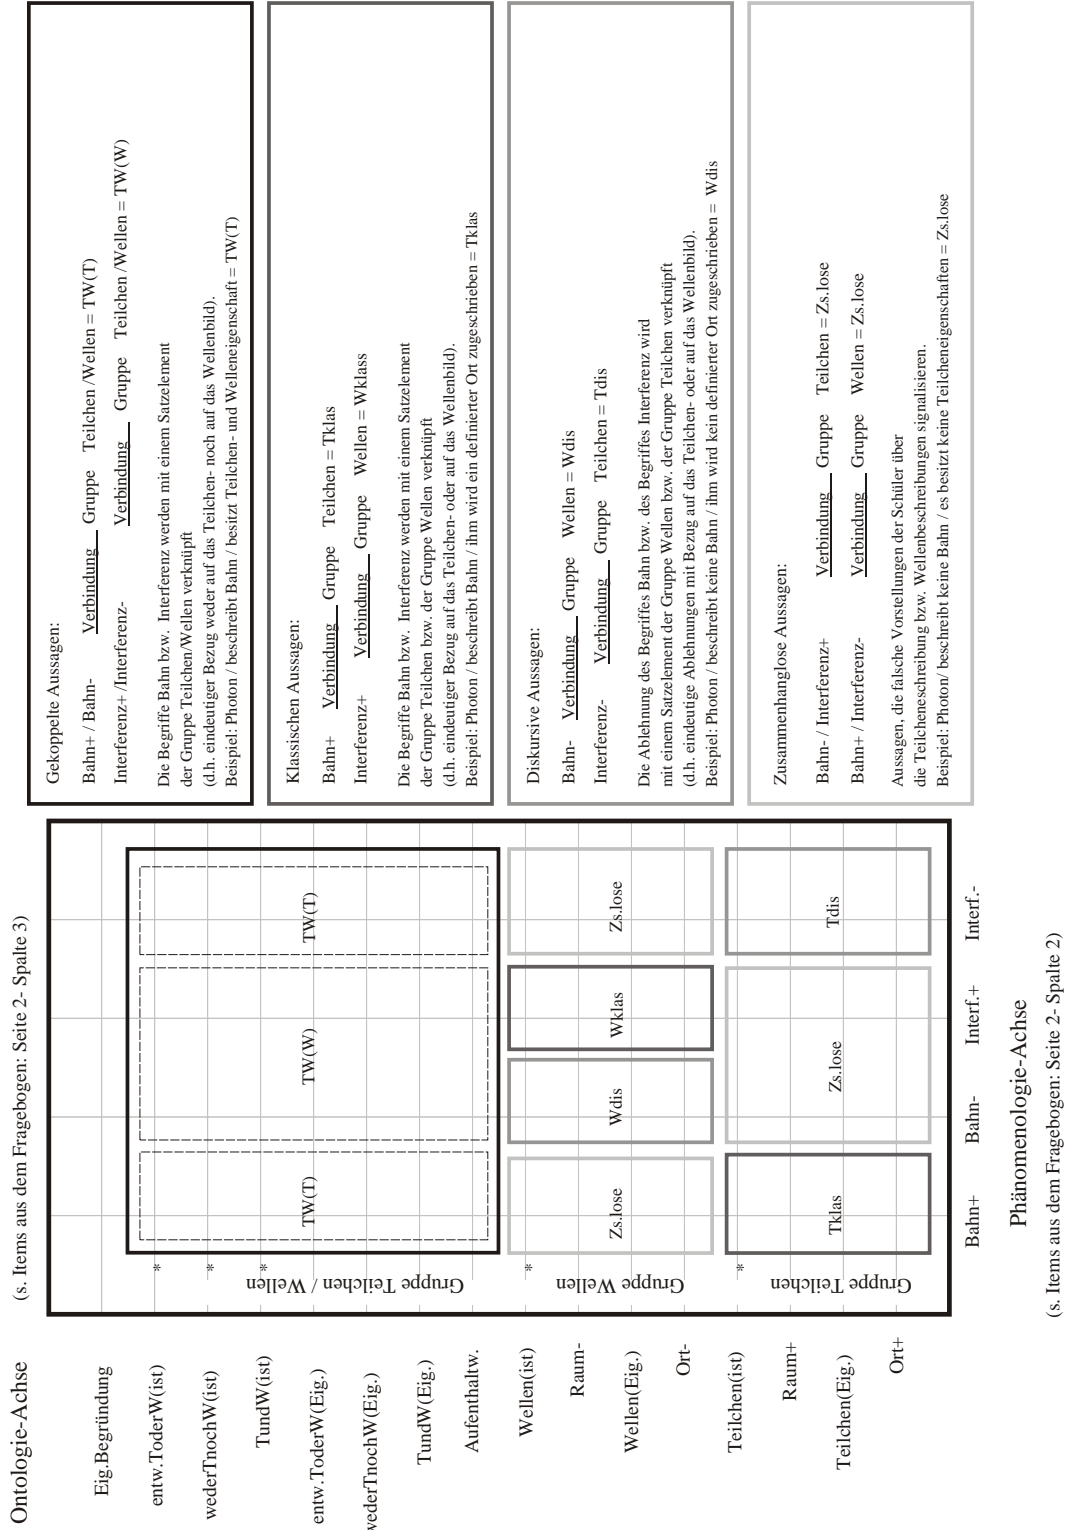 Ontologie-Achse
(s. Items aus dem Fragebogen: Seite 2- Spalte 3)
Eig.Begründung
entw.ToderW(ist)
wederTnochW(ist)
TundW(ist)
entw.ToderW(Eig.)
wederTnochW(Eig.)
TundW(Eig.)
Aufenthaltw.
Wellen(ist)
Raum-
Wellen(Eig.)
Ort-
Teilchen(ist)
Raum+
Teilchen(Eig.)
Ort+
*
*
*
Gruppe Teilchen / Wellen
*
Gruppe Wellen
*
Gruppe Teilchen
TW(T)
TW(W)
TW(T)
Zs.lose
Wdis
Wklas
Zs.lose
Tklas
Zs.lose
Tdis
Bahn+
Bahn-
Interf.+
Interf.-
Phänomenologie-Achse
(s. Items aus dem Fragebogen: Seite 2- Spalte 2)
Gekoppelte Aussagen:
Bahn+ / Bahn- Verbindung Gruppe Teilchen /Wellen = TW(T)
Interferenz+ /Interferenz- Verbindung Gruppe Teilchen /Wellen = TW(W)
Die Begriffe Bahn bzw. Interferenz werden mit einem Satzelement
der Gruppe Teilchen/Wellen verknüpft
(d.h. eindeutiger Bezug weder auf das Teilchen- noch auf das Wellenbild).
Beispiel: Photon / beschreibt Bahn / besitzt Teilchen- und Welleneigenschaft = TW(T)
Klassischen Aussagen:
Bahn+ Verbindung Gruppe Teilchen = Tklas
Interferenz+ Verbindung Gruppe Wellen = Wklass
Die Begriffe Bahn bzw. Interferenz werden mit einem Satzelement
der Gruppe Teilchen bzw. der Gruppe Wellen verknüpft
(d.h. eindeutiger Bezug auf das Teilchen- oder auf das Wellenbild).
Beispiel: Photon / beschreibt Bahn / ihm wird ein definierter Ort zugeschrieben = Tklas
Diskursive Aussagen:
Bahn- Verbindung Gruppe Wellen = Wdis
Interferenz- Verbindung Gruppe Teilchen = Tdis
Die Ablehnung des Begriffes Bahn bzw. des Begriffes Interferenz wird
mit einem Satzelement der Gruppe Wellen bzw. der Gruppe Teilchen verknüpft
(d.h. eindeutige Ablehnungen mit Bezug auf das Teilchen- oder auf das Wellenbild).
Beispiel: Photon / beschreibt keine Bahn / ihm wird kein definierter Ort zugeschrieben = Wdis
Zusammenhanglose Aussagen:
Bahn- / Interferenz+ Verbindung Gruppe Teilchen = Zs.lose
Bahn+ / Interferenz- Verbindung Gruppe Wellen = Zs.lose
Aussagen, die falsche Vorstellungen der Schüler über
die Teilchenschreibung bzw. Wellenbeschreibungen signalisieren.
Beispiel: Photon/ beschreibt keine Bahn / es besitzt keine Teilcheneigenschaften = Zs.lose